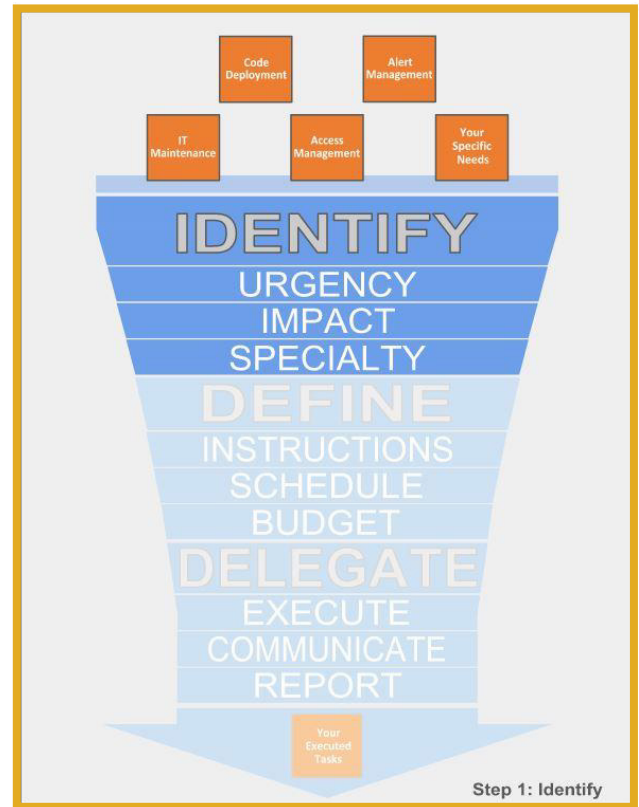 Code
Deployment
Alert
Management
IT
Maintenance
Access
Management
Your
Specific
Needs
IDENTIFY
URGENCY
IMPACT
SPECIALTY
DEFINE
INSTRUCTIONS
SCHEDULE
BUDGET
DELEGATE
EXECUTE
COMMUNICATE
REPORT
Your
Executed
Tasks
Step 1: Identify